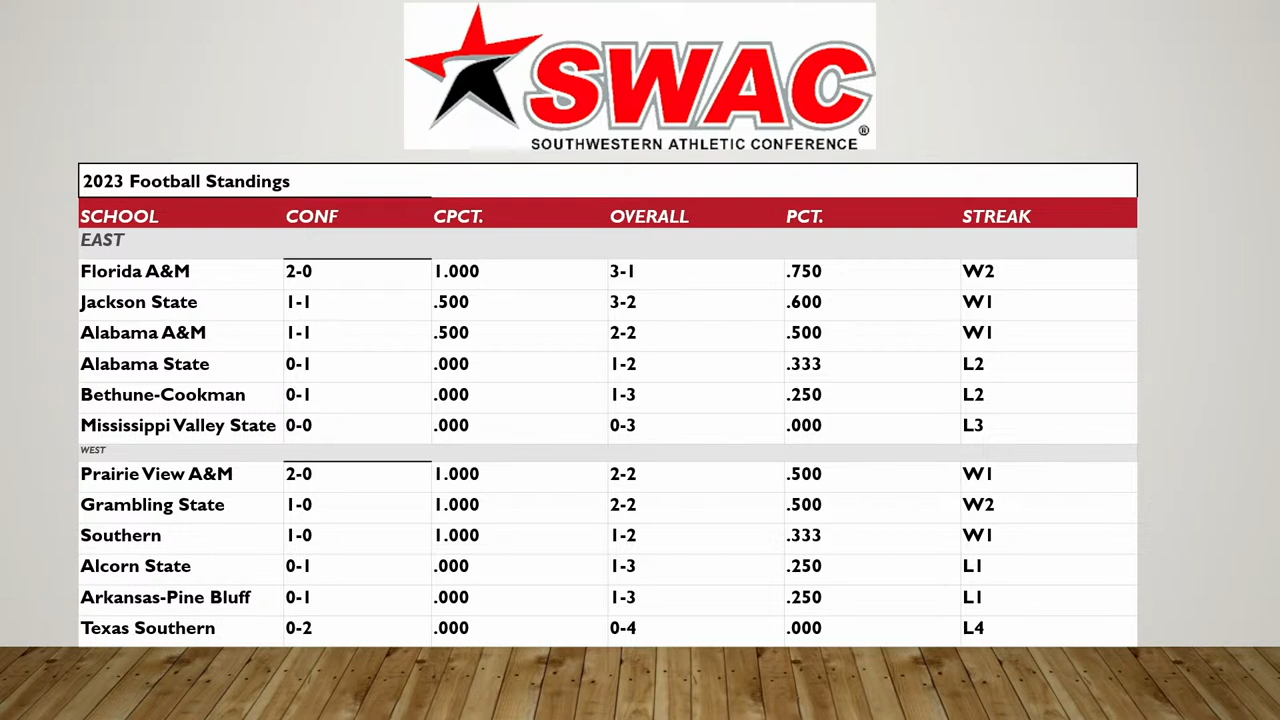 SWAC
®
SOUTHWESTERN ATHLETIC CONFERENCE
2023 Football Standings
SCHOOL CONF CPCT. OVERALL PCT. STREAK
EAST
Florida A&M 2-0 1.000 3-1 .750 W2
Jackson State 1-1 .500 3-2 .600 W1
Alabama A&M 1-1 .500 2-2 .500 W1
Alabama State 0-1 .000 1-2 .333 L2
Bethune-Cookman 0-1 .000 1-3 .250 L2
Mississippi Valley State 0-0 .000 0-3 .000 L3
WEST
Prairie View A&M 2-0 1.000 2-2 .500 W1
Grambling State 1-0 1.000 2-2 .500 W2
Southern 1-0 1.000 1-2 .333 W1
Alcorn State 0-1 .000 1-3 .250 L1
Arkansas-Pine Bluff 0-1 .000 1-3 .250 L1
Texas Southern 0-2 .000 0-4 .000 L4